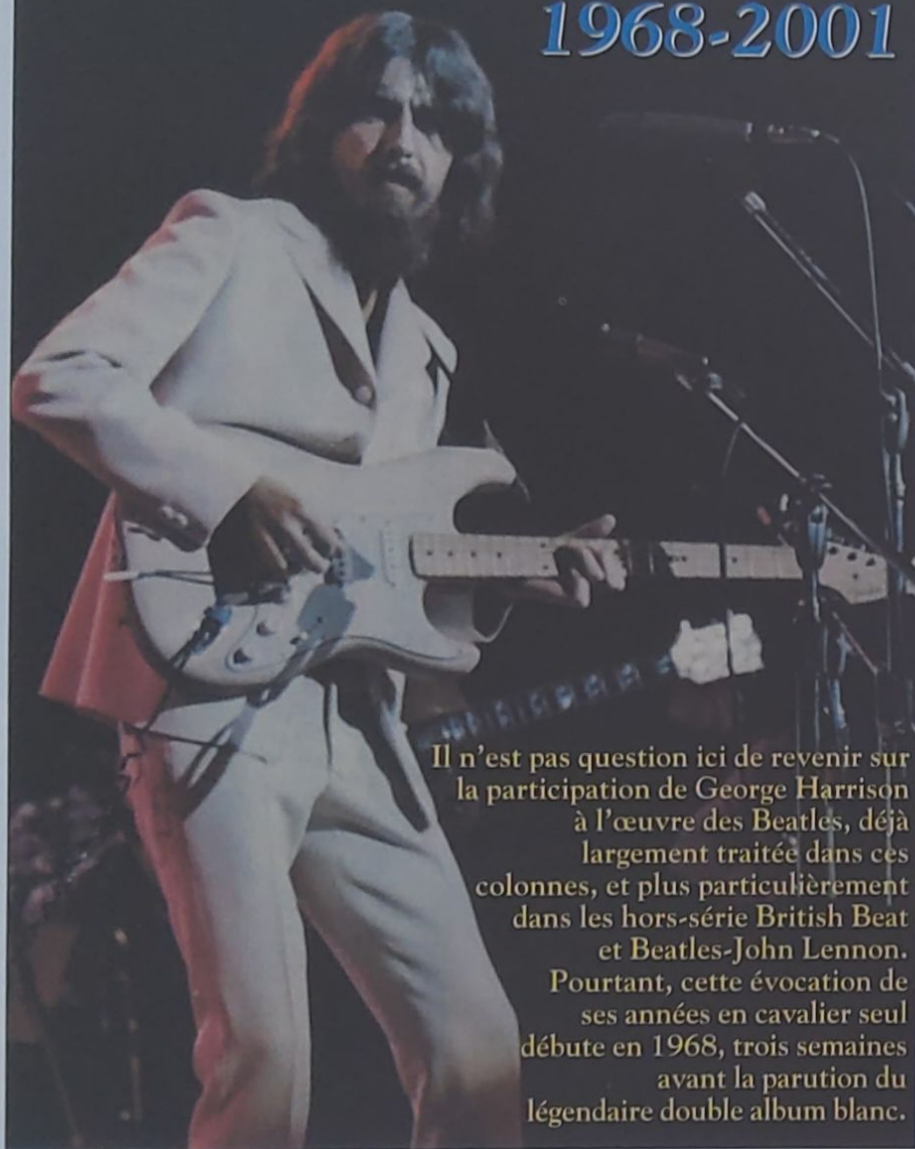 1968-2001
Il n'est pas question ici de revenir sur
la participation de George Harrison
à l'œuvre des Beatles, déjà
largement traitée dans ces
colonnes, et plus particulièrement
dans les hors-série British Beat
et Beatles-John Lennon.
Pourtant, cette évocation de
ses années en cavalier seul
débute en 1968, trois semaines
avant la parution du
légendaire double album blanc.